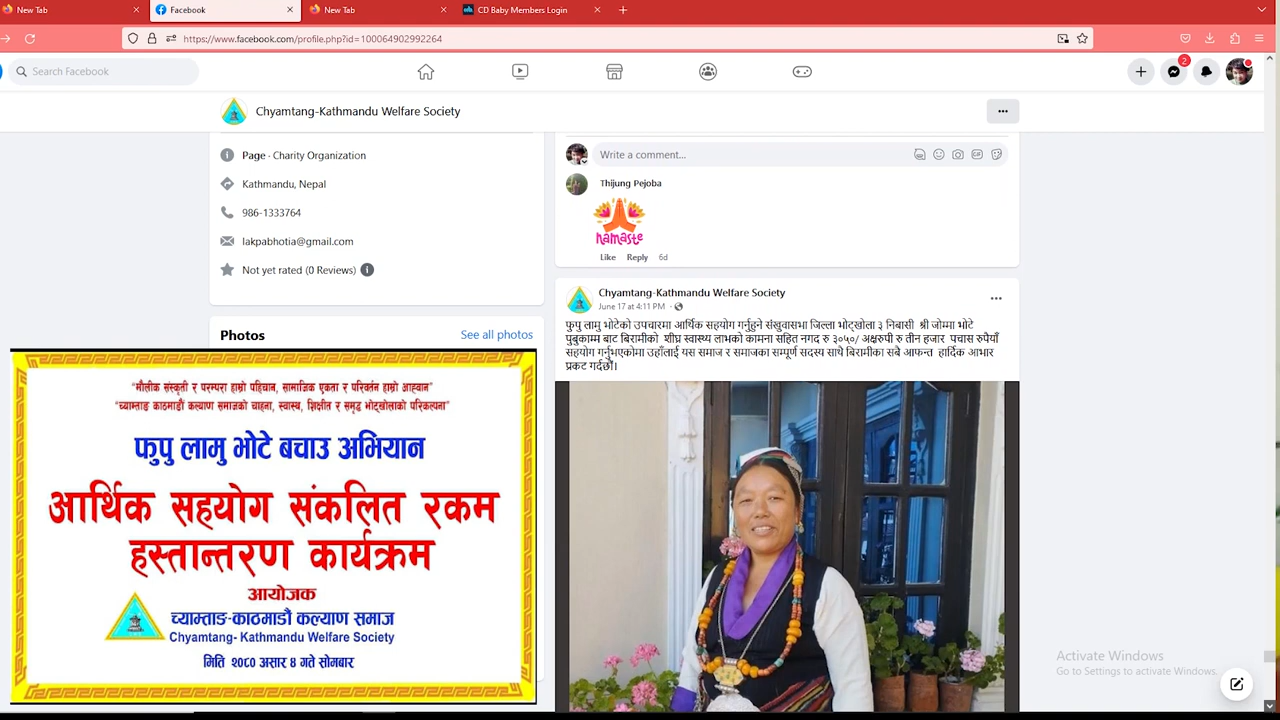 New Tab
Facebook
New Tab
CD Baby Members Login
https://www.facebook.com/profile.php?id=100064902992264
Search Facebook
2
Chyamtang-Kathmandu Welfare Society
Page · Charity Organization
Kathmandu, Nepal
986-1333764
lakpabhotia@gmail.com
Not yet rated (0 Reviews)
Photos
See all photos
Write a comment...
GIF
Thijung Pejoba
namaste
Like Reply 6d
Chyamtang-Kathmandu Welfare Society
June 17 at 4:11 PM ·
फुपु लामु भोटेको उपचारमा आर्थिक सहयोग गर्नुहुने संखुवासभा जिल्ला भोट्खोला ३ निबासी श्री जोम्मा भोटे
पुबुकाम्म बाट बिरामीको शीघ्र स्वास्थ्य लाभको कामना सहित नगद रु ३०५०/ अक्षरुपी रु तीन हजार पचास रुपैयाँ
सहयोग गर्नुभएकोमा उहाँलाई यस समाज र समाजका सम्पूर्ण सदस्य साथै बिरामीका सबै आफन्त हार्दिक आभार
प्रकट गर्दछौं।
“मौलीक संस्कृती र परम्परा हाम्रो पहिचान, सामाजिक एकता र परिवर्तन हाम्रो आह्वान”
“च्याम्ताङ काठमाडौं कल्याण समाजको चाहना, स्वास्थ, शिक्षीत र समृद्ध भोट्खोलाको परिकल्पना”
फुपु लामु भोटे बचाउ अभियान
आर्थिक सहयोग संकलित रकम
हस्तान्तरण कार्यक्रम
आयोजक
च्याम्ताङ-काठमाडौं कल्याण समाज
Chyamtang- Kathmandu Welfare Society
मिति २०८० असार ४ गते सोमबार
Activate Windows
Go to Settings to activate Windows.